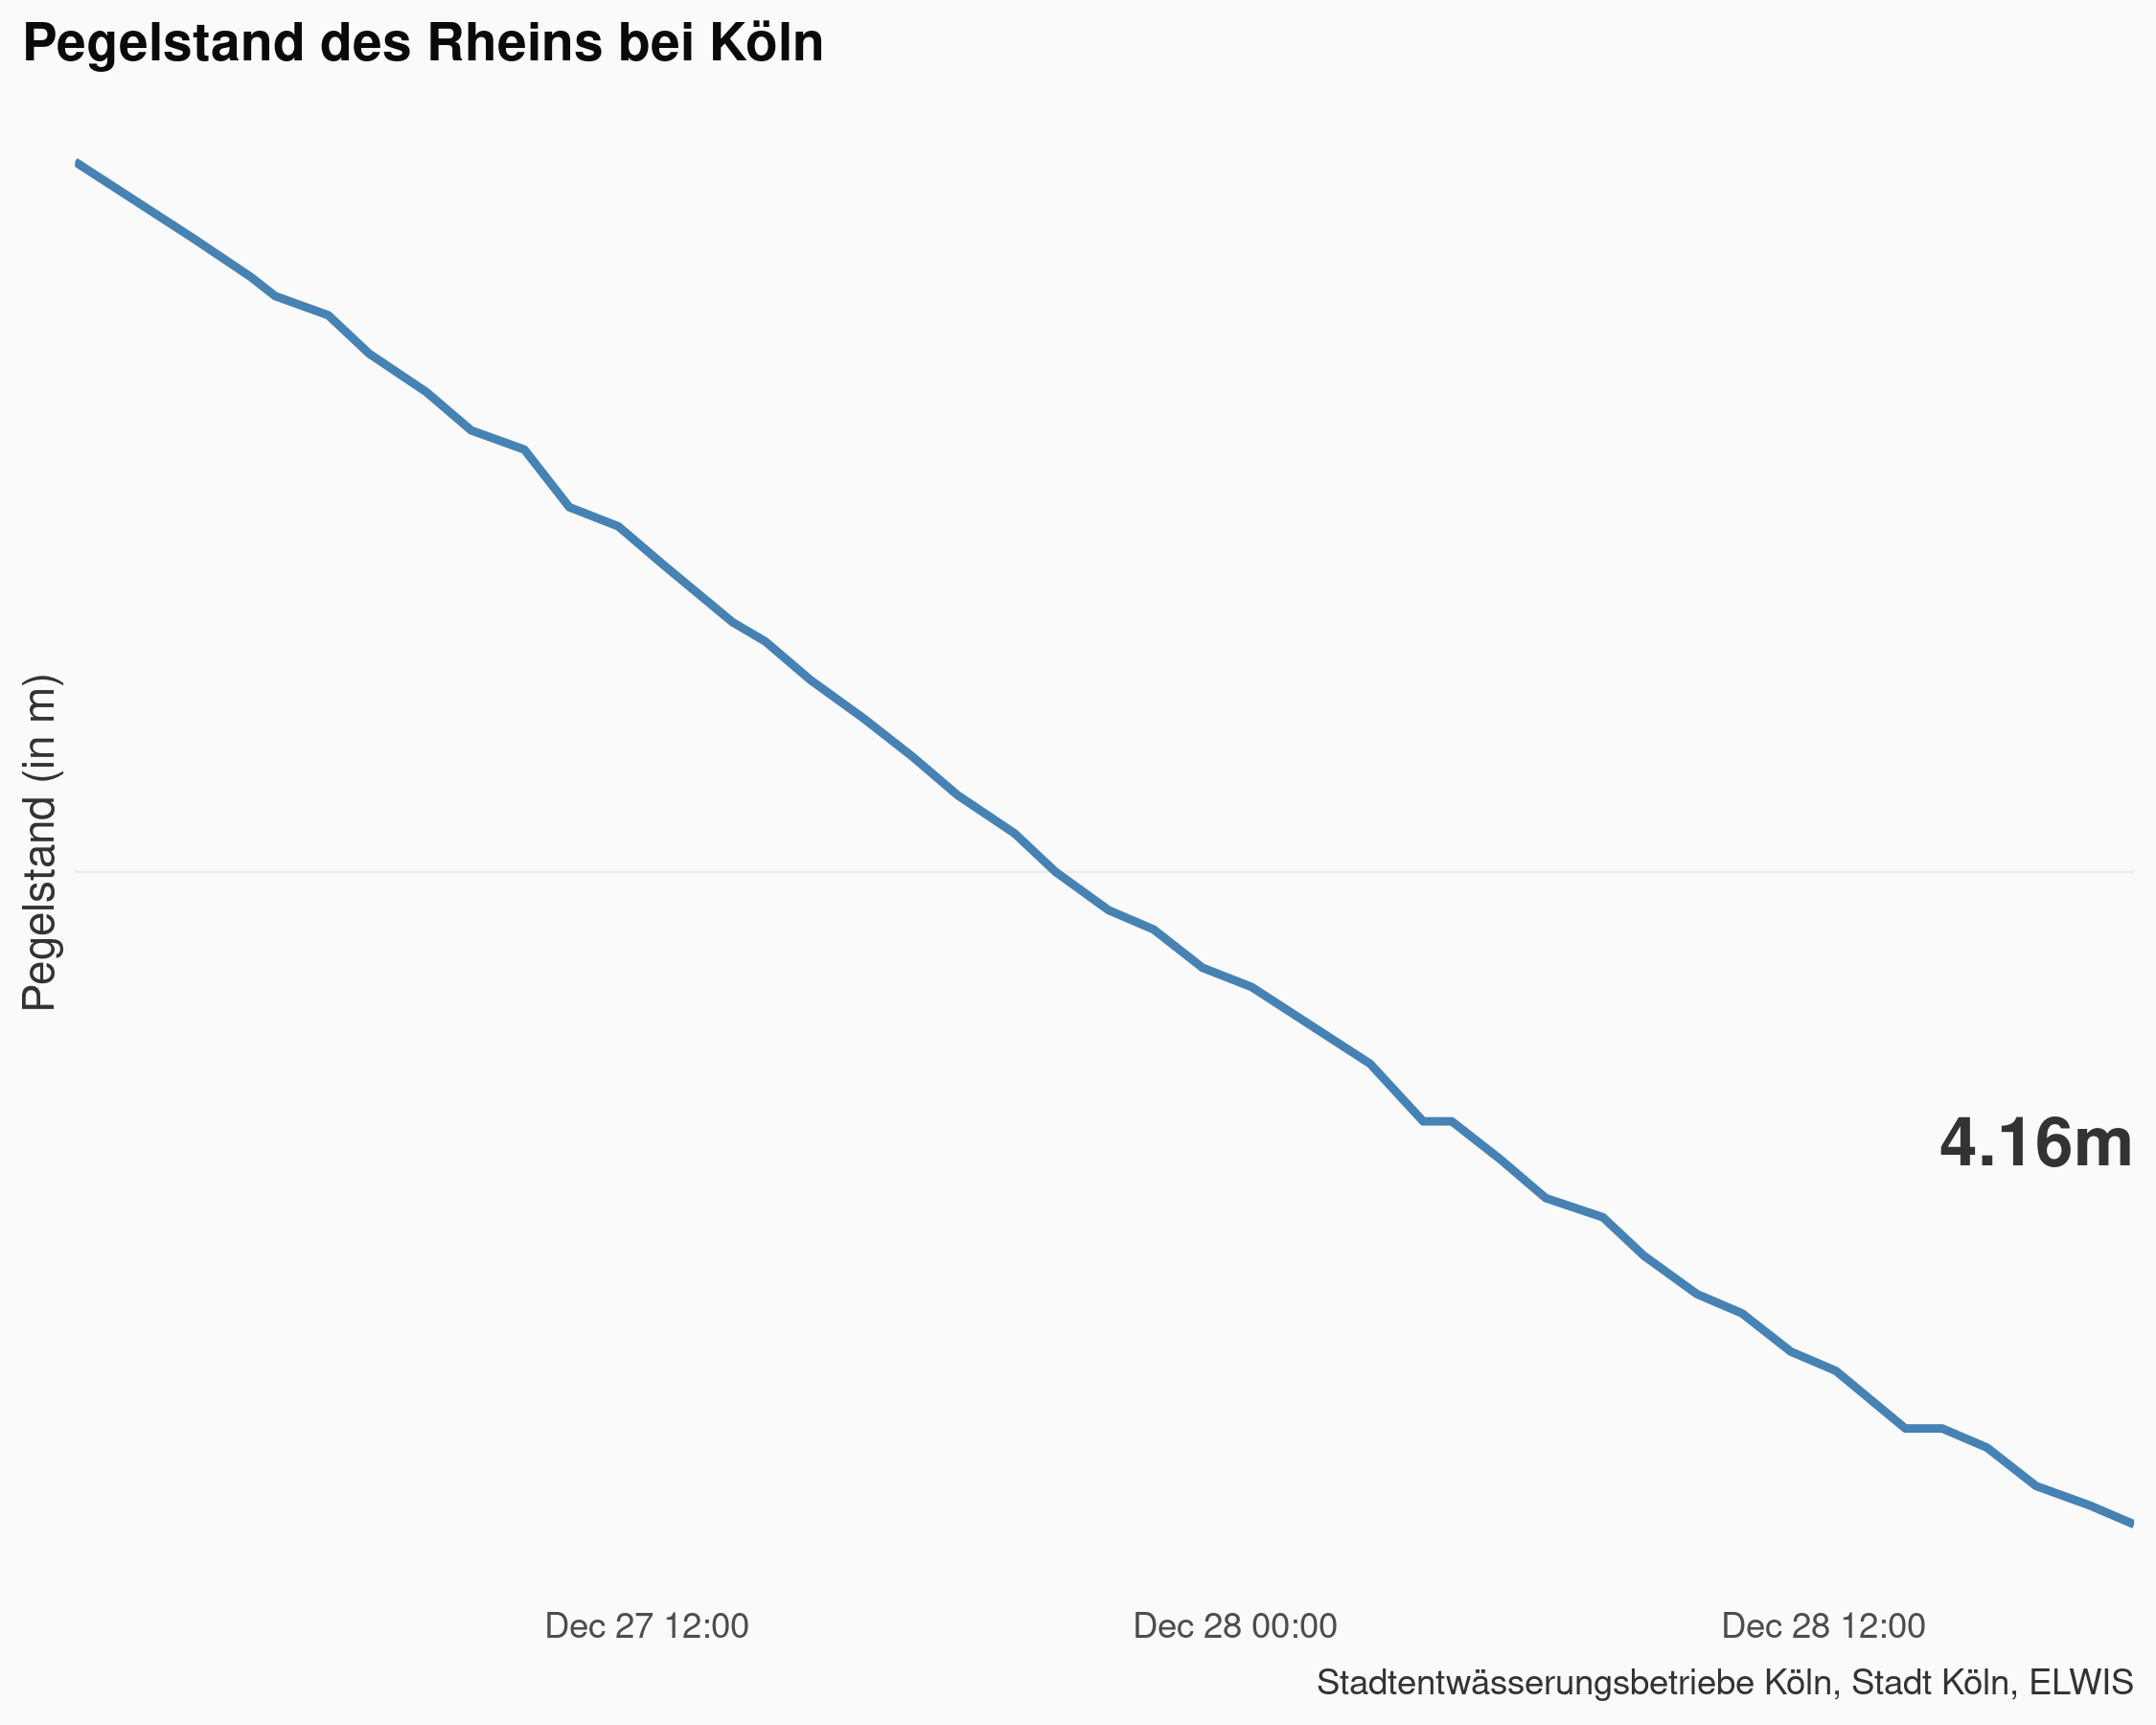 Pegelstand des Rheins bei Köln
Pegelstand (in m)
4.16m
Dec 27 12:00
Dec 28 00:00
Dec 28 12:00
Stadtentwässerungsbetriebe Köln, Stadt Köln, ELWIS